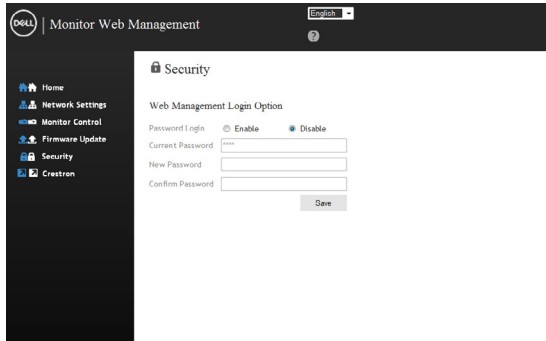 DELL | Monitor Web Management
English
?
Home
Network Settings
Monitor Control
Firmware Update
Security
Crestron
Security
Web Management Login Option
Password Login Enable Disable
Current Password ****
New Password
Confirm Password
Save